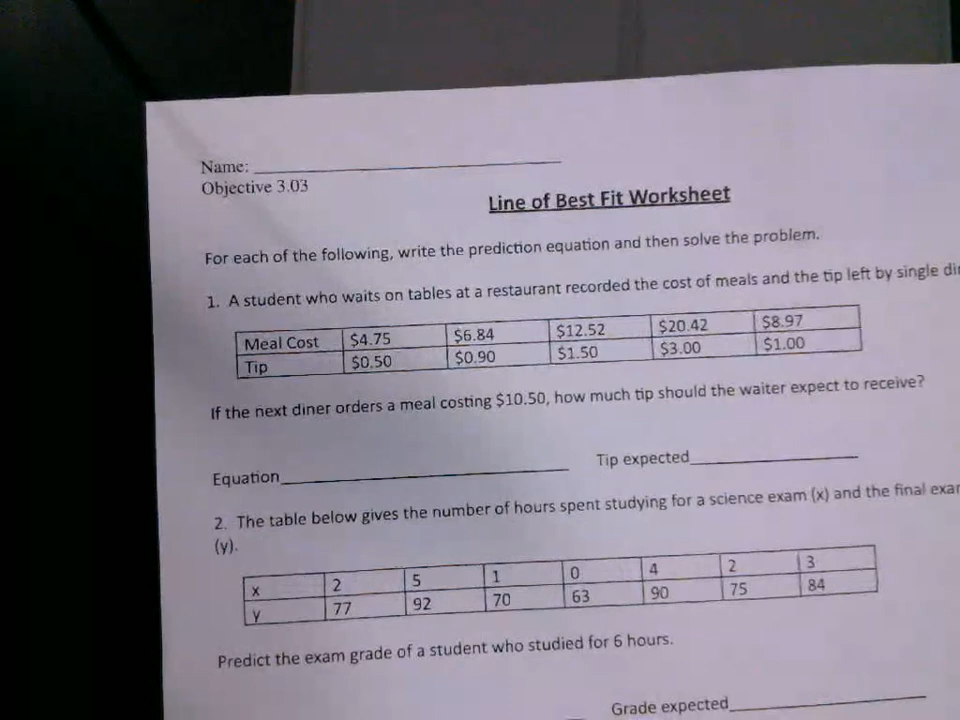 Name: ____________
Objective 3.03
Line of Best Fit Worksheet
For each of the following, write the prediction equation and then solve the problem.
1. A student who waits on tables at a restaurant recorded the cost of meals and the tip left by single
Meal Cost $4.75 $6.84 $12.52 $20.42 $8.97
Tip $0.50 $0.90 $1.50 $3.00 $1.00
If the next diner orders a meal costing $10.50, how much tip should the waiter expect to receive?
Equation____________ Tip expected____________
2. The table below gives the number of hours spent studying for a science exam (x) and the final
(y).
x 2 5 1 0 4 2 3
y 77 92 70 63 90 75 84
Predict the exam grade of a student who studied for 6 hours.
Grade expected____________